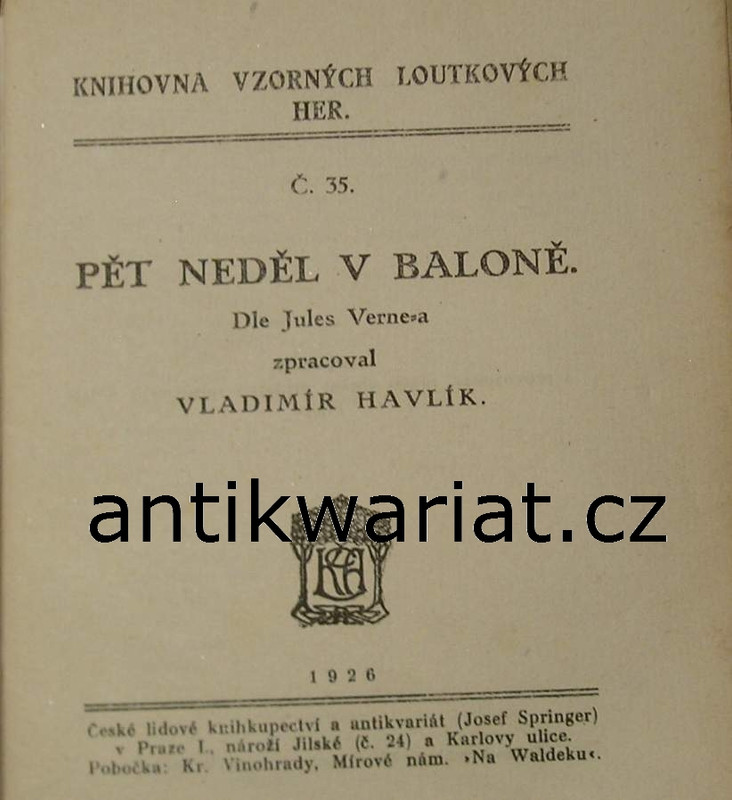 KNIHOVNA VZORNÝCH LOUTKOVÝCH
HER.
Č. 35.
PĚT NEDĚL V BALONĚ.
Dle Jules Verne-a
zpracoval
VLADIMÍR HAVLÍK.
antikwariat.cz
1926
České lidové knihkupectví a antikvariát (Josef Springer)
v Praze I., nároží Jilské (č. 24) a Karlovy ulice.
Pobočka: Kr. Vinohrady, Mírové nám. ›Na Waldeku‹.